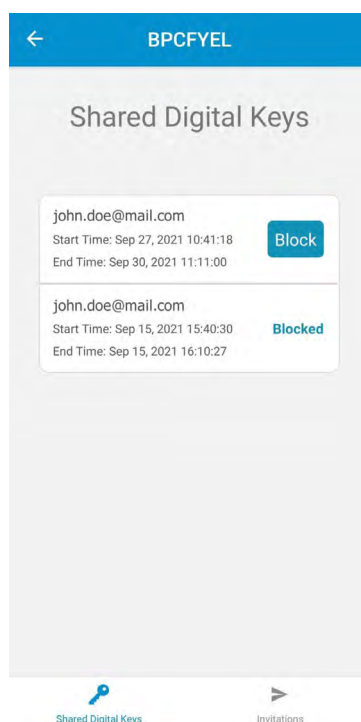 BPCFYEL
Shared Digital Keys
john.doe@mail.com
Start Time: Sep 27, 2021 10:41:18
End Time: Sep 30, 2021 11:11:00
Block
john.doe@mail.com
Start Time: Sep 15, 2021 15:40:30
End Time: Sep 15, 2021 16:10:27
Blocked
Shared Digital Keys
Invitations